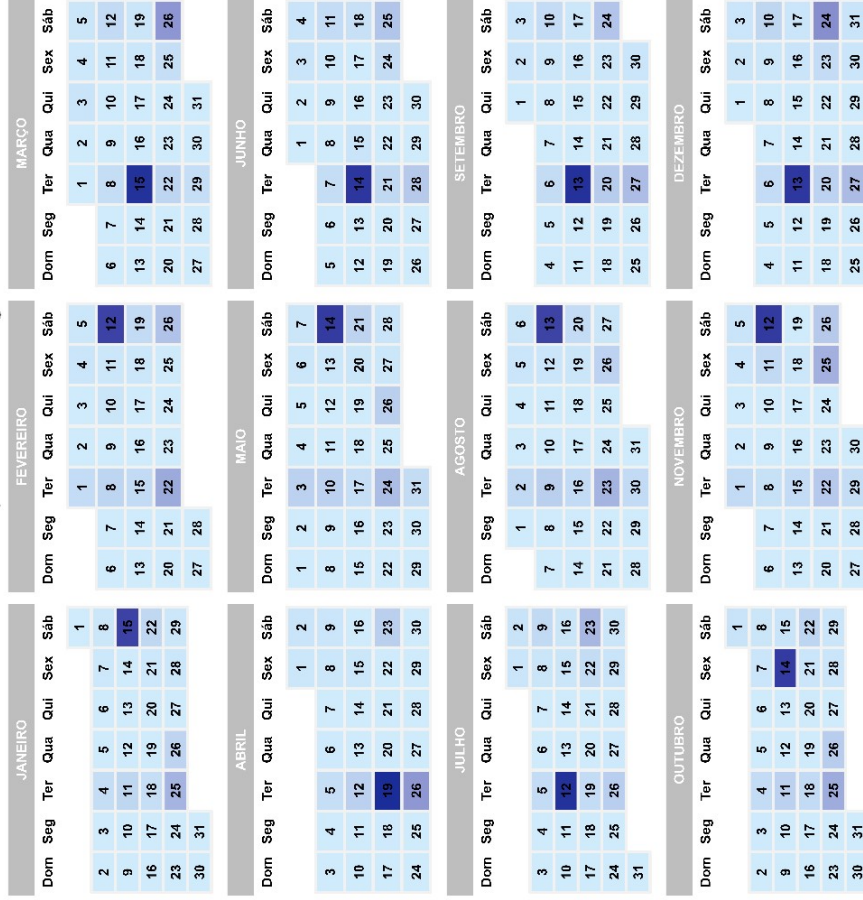 JANEIRO
Dom Seg Ter Qua Qui Sex Sáb
1
2 3 4 5 6 7 8
9 10 11 12 13 14 15
16 17 18 19 20 21 22
23 24 25 26 27 28 29
30 31
FEVEREIRO
Dom Seg Ter Qua Qui Sex Sáb
1 2 3 4 5
6 7 8 9 10 11 12
13 14 15 16 17 18 19
20 21 22 23 24 25 26
27 28
MARÇO
Dom Seg Ter Qua Qui Sex Sáb
1 2 3 4 5
6 7 8 9 10 11 12
13 14 15 16 17 18 19
20 21 22 23 24 25 26
27 28 29 30 31
ABRIL
Dom Seg Ter Qua Qui Sex Sáb
1 2
3 4 5 6 7 8 9
10 11 12 13 14 15 16
17 18 19 20 21 22 23
24 25 26 27 28 29 30
MAIO
Dom Seg Ter Qua Qui Sex Sáb
1 2 3 4 5 6 7
8 9 10 11 12 13 14
15 16 17 18 19 20 21
22 23 24 25 26 27 28
29 30 31
JUNHO
Dom Seg Ter Qua Qui Sex Sáb
1 2 3 4
5 6 7 8 9 10 11
12 13 14 15 16 17 18
19 20 21 22 23 24 25
26 27 28 29 30
JULHO
Dom Seg Ter Qua Qui Sex Sáb
1 2
3 4 5 6 7 8 9
10 11 12 13 14 15 16
17 18 19 20 21 22 23
24 25 26 27 28 29 30
31
AGOSTO
Dom Seg Ter Qua Qui Sex Sáb
1 2 3 4 5 6
7 8 9 10 11 12 13
14 15 16 17 18 19 20
21 22 23 24 25 26 27
28 29 30 31
SETEMBRO
Dom Seg Ter Qua Qui Sex Sáb
1 2 3
4 5 6 7 8 9 10
11 12 13 14 15 16 17
18 19 20 21 22 23 24
25 26 27 28 29 30
OUTUBRO
Dom Seg Ter Qua Qui Sex Sáb
1
2 3 4 5 6 7 8
9 10 11 12 13 14 15
16 17 18 19 20 21 22
23 24 25 26 27 28 29
30 31
NOVEMBRO
Dom Seg Ter Qua Qui Sex Sáb
1 2 3 4 5
6 7 8 9 10 11 12
13 14 15 16 17 18 19
20 21 22 23 24 25 26
27 28 29 30
DEZEMBRO
Dom Seg Ter Qua Qui Sex Sáb
1 2 3
4 5 6 7 8 9 10
11 12 13 14 15 16 17
18 19 20 21 22 23 24
25 26 27 28 29 30 31